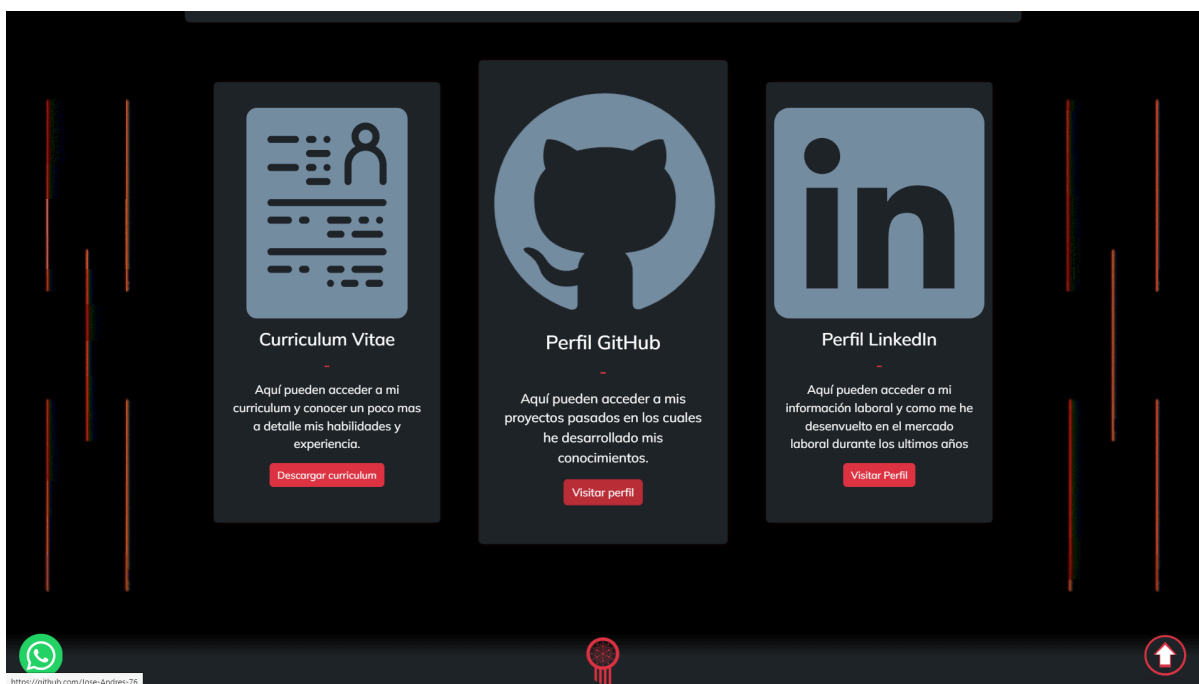 in
Curriculum Vitae
-
Aquí pueden acceder a mi
curriculum y conocer un poco mas
a detalle mis habilidades y
experiencia.
Descargar curriculum
Perfil GitHub
-
Aquí pueden acceder a mis
proyectos pasados en los cuales
he desarrollado mis
conocimientos.
Visitar perfil
Perfil LinkedIn
-
Aquí pueden acceder a mi
información laboral y como me he
desenvuelto en el mercado
laboral durante los ultimos años
Visitar Perfil
https://github.com/Jose-Andres-76